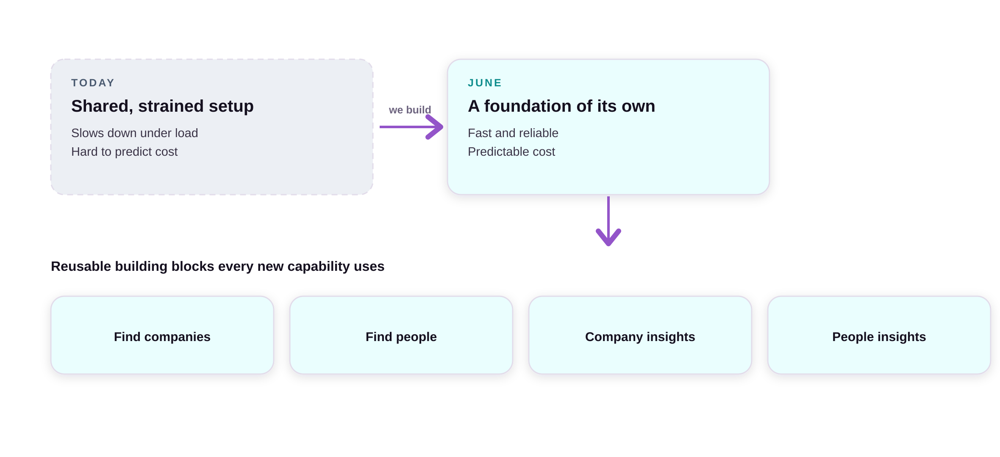 TODAY
Shared, strained setup
Slows down under load
Hard to predict cost
we build
JUNE
A foundation of its own
Fast and reliable
Predictable cost
Reusable building blocks every new capability uses
Find companies
Find people
Company insights
People insights